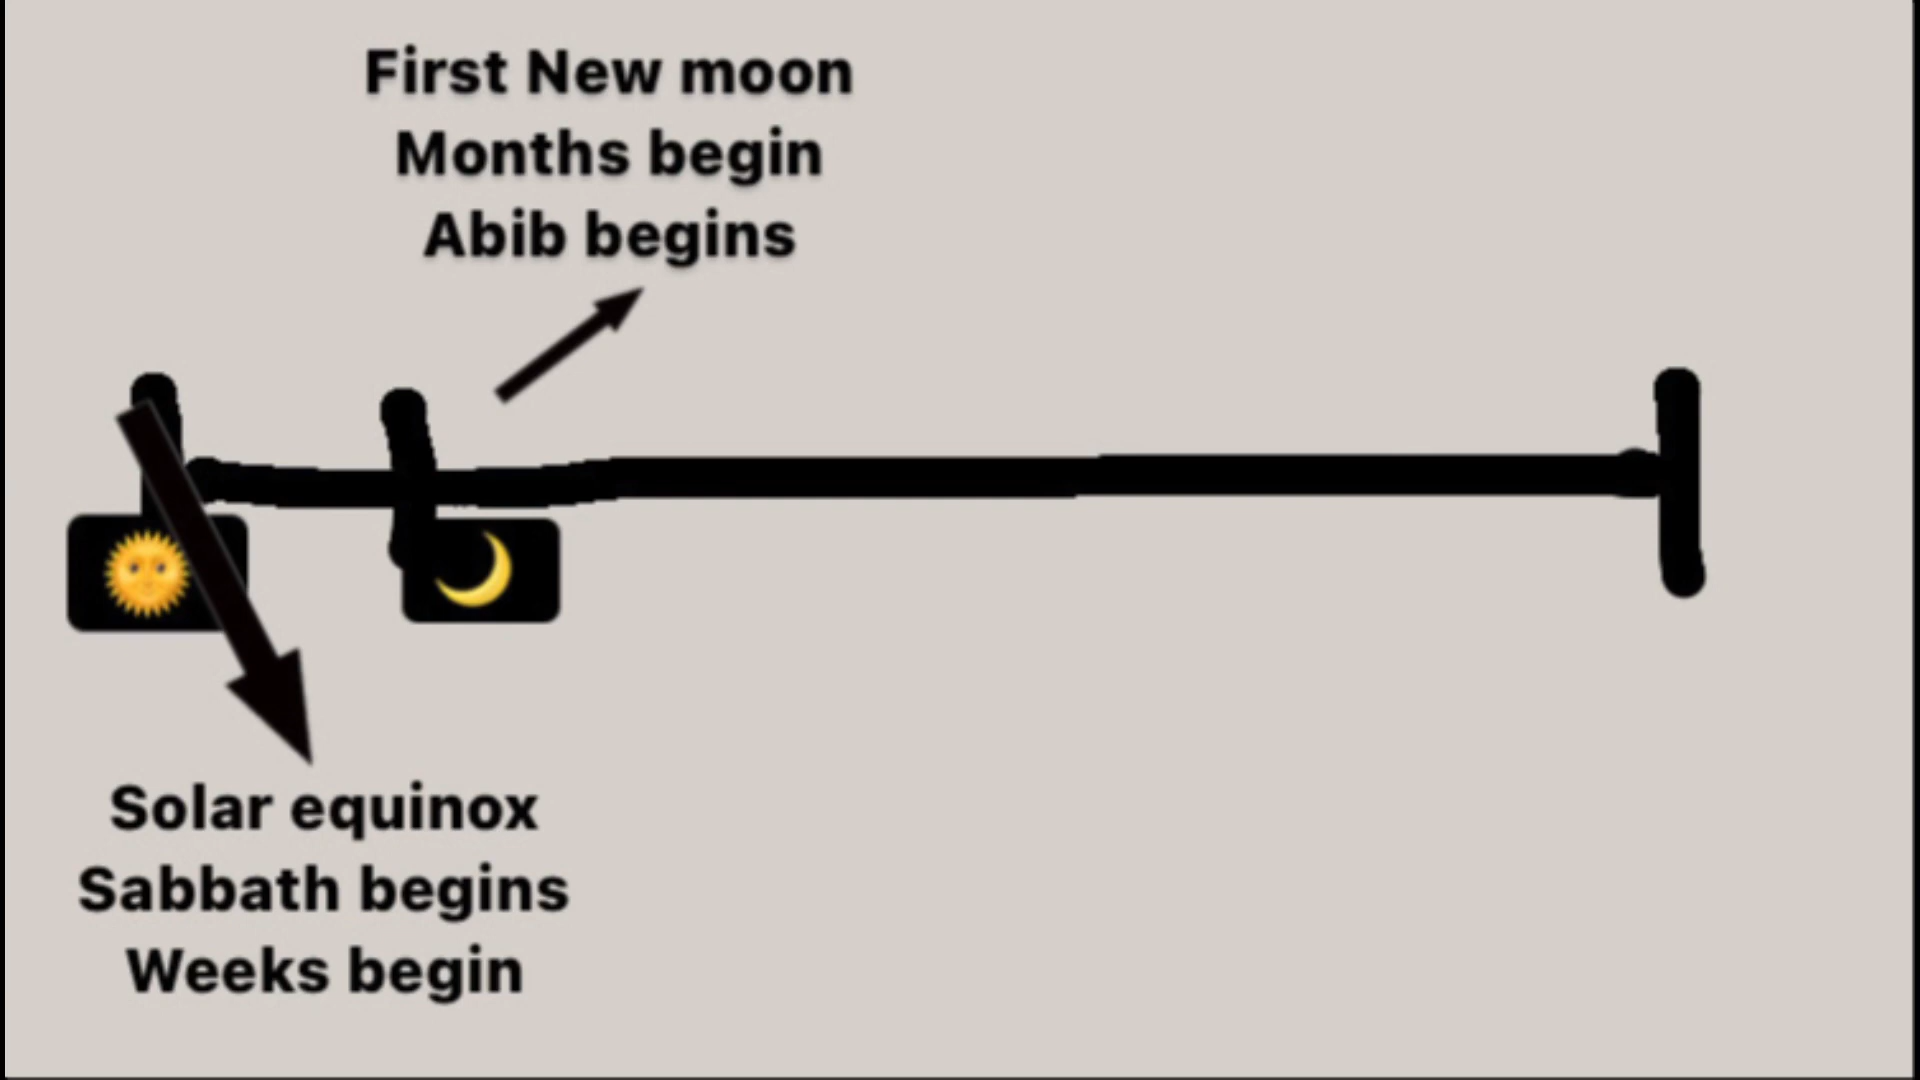 First New moon
Months begin
Abib begins
Solar equinox
Sabbath begins
Weeks begin